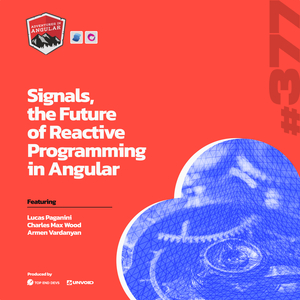 ADVENTURES IN
ANGULAR
#377
Signals,
the Future
of Reactive
Programming
in Angular
Featuring
Lucas Paganini
Charles Max Wood
Armen Vardanyan
Produced by
TOP END DEVS
UNVOID